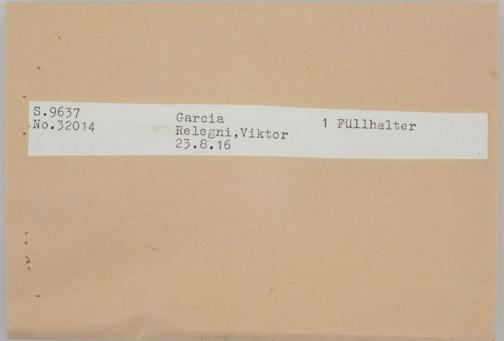 S.9637
No.32014
Garcia
Relegni,Viktor
23.8.16
1 Füllhalter